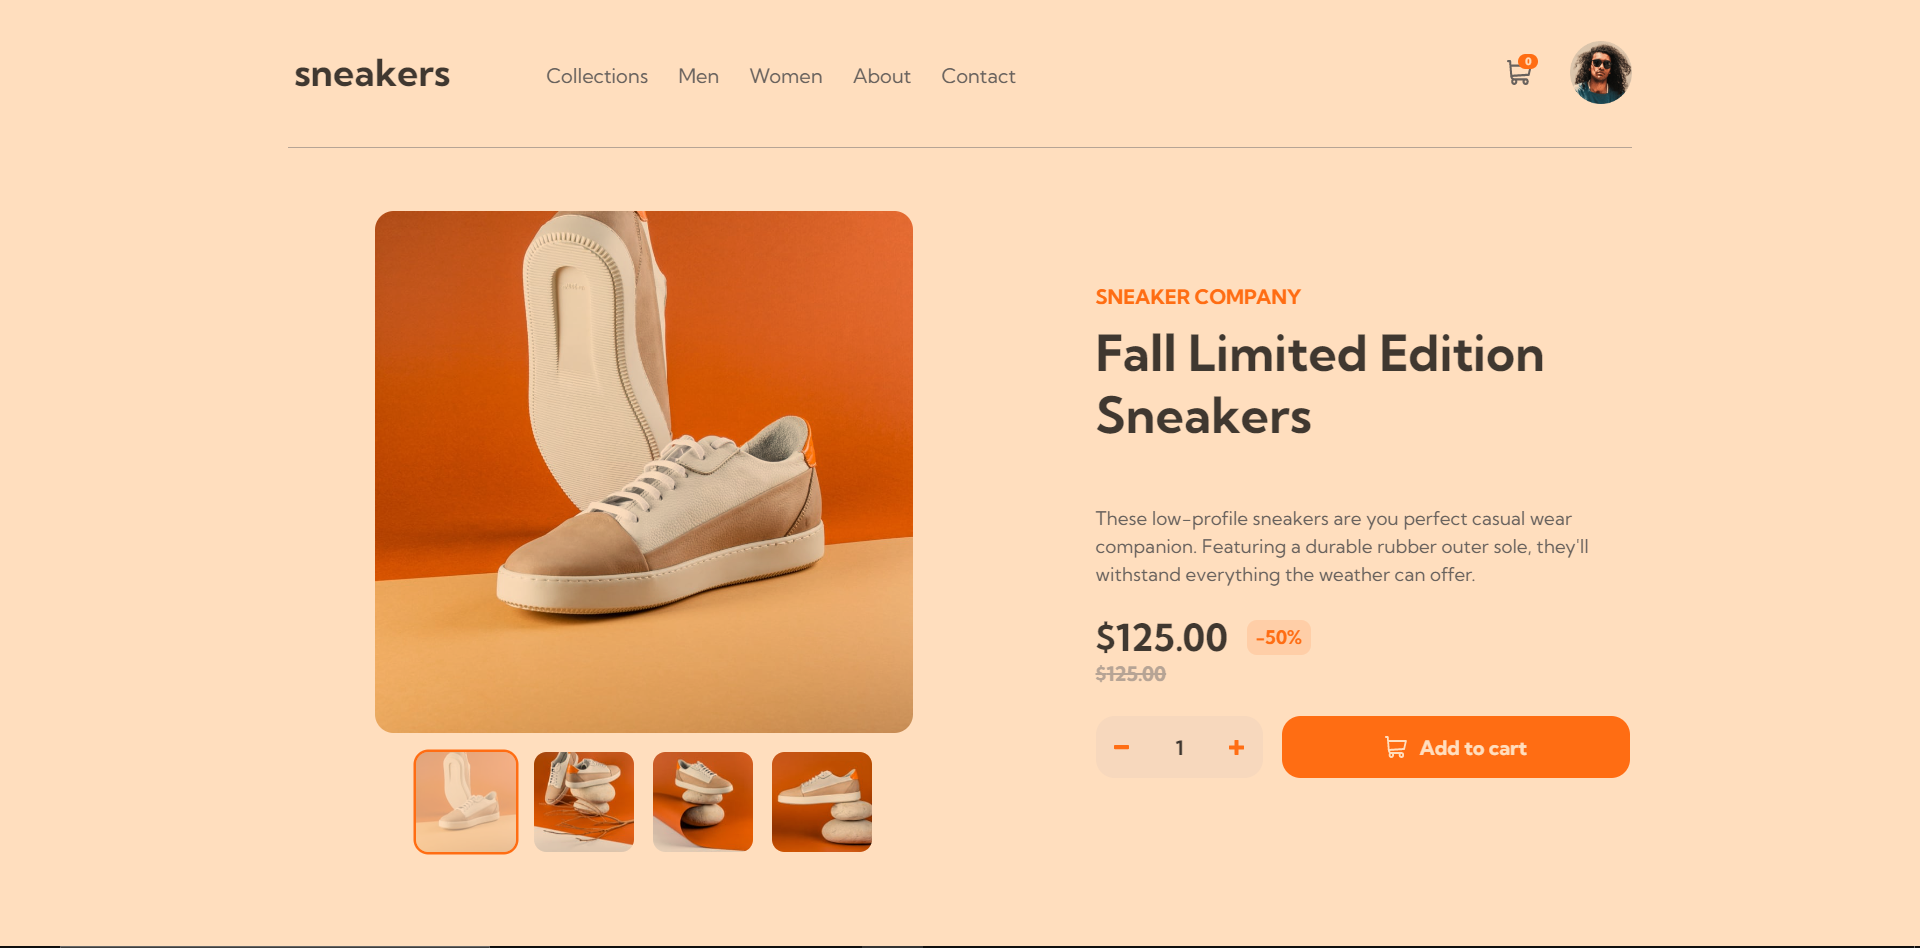 sneakers
Collections Men Women About Contact
0
SNEAKER COMPANY
Fall Limited Edition
Sneakers
These low-profile sneakers are you perfect casual wear
companion. Featuring a durable rubber outer sole, they'll
withstand everything the weather can offer.
$125.00 -50%
$125.00
1
Add to cart